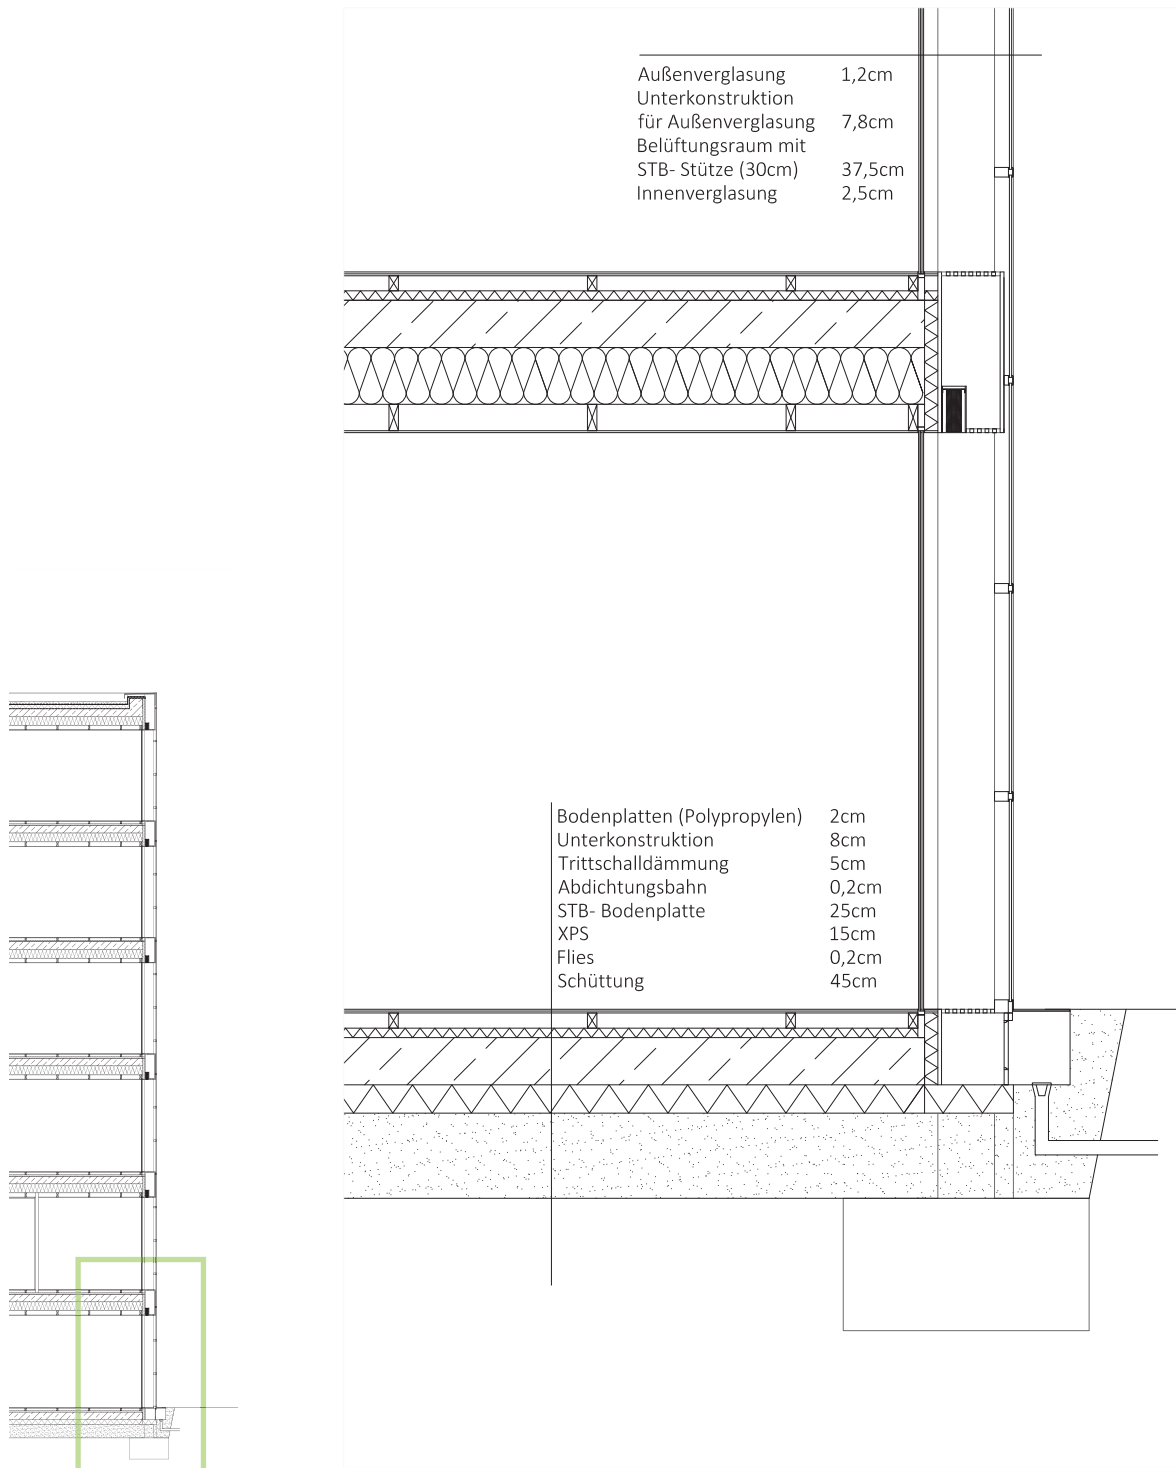 Außenverglasung 1,2cm
Unterkonstruktion
für Außenverglasung 7,8cm
Belüftungsraum mit
STB- Stütze (30cm) 37,5cm
Innenverglasung 2,5cm
Bodenplatten (Polypropylen) 2cm
Unterkonstruktion 8cm
Trittschalldämmung 5cm
Abdichtungsbahn 0,2cm
STB- Bodenplatte 25cm
XPS 15cm
Flies 0,2cm
Schüttung 45cm